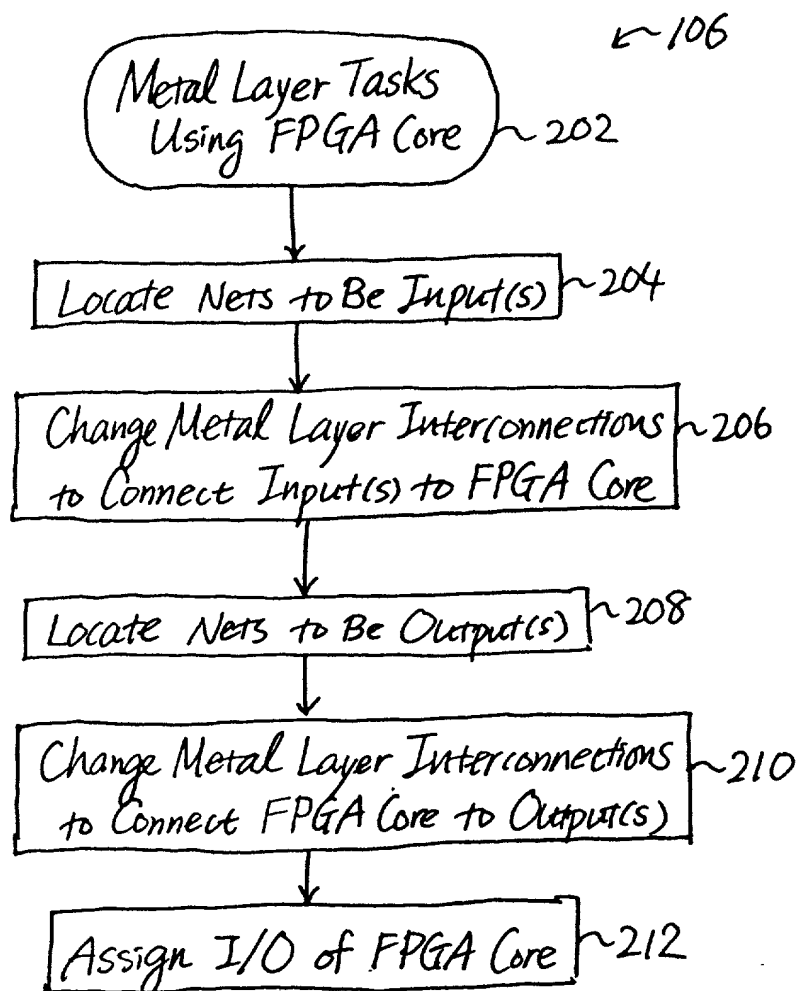 106
Metal Layer Tasks
Using FPGA Core
202
Locate Nets to Be Input(s)
204
Change Metal Layer Interconnections
to Connect Input(s) to FPGA Core
206
Locate Nets to Be Output(s)
208
Change Metal Layer Interconnections
to Connect FPGA Core to Output(s)
210
Assign I/O of FPGA Core
212